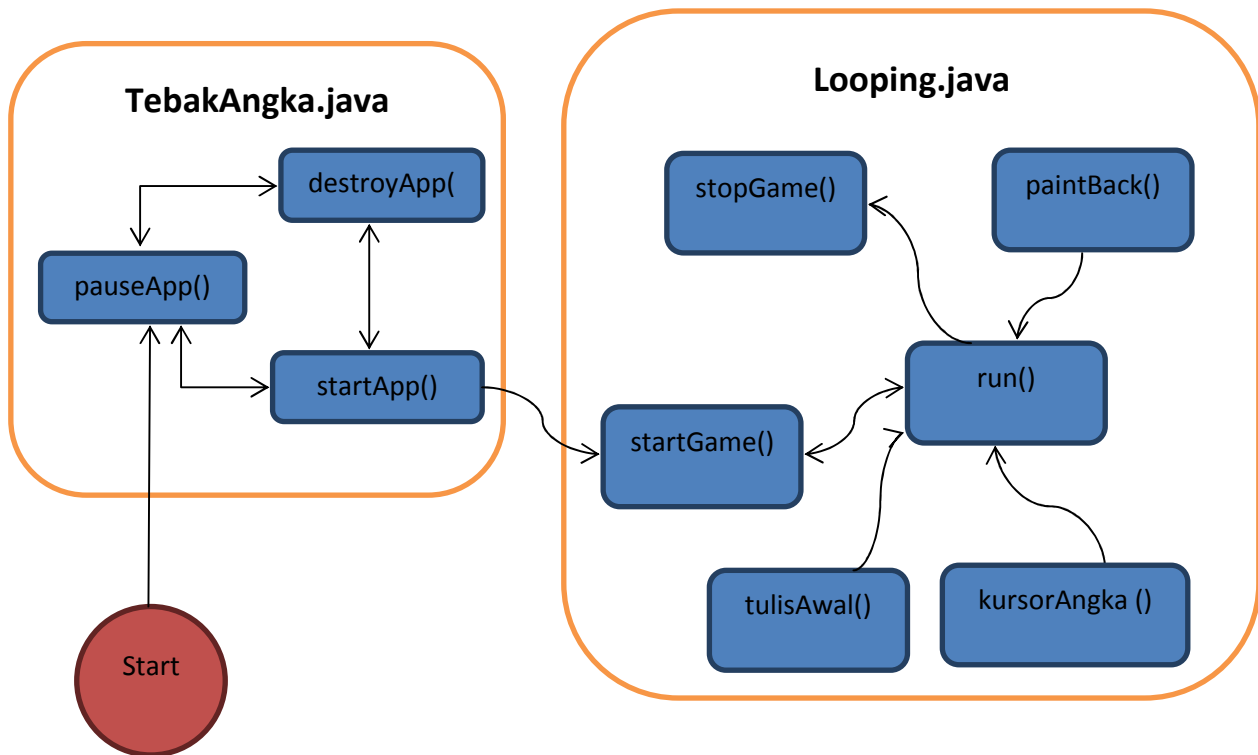 TebakAngka.java
destroyApp(
pauseApp()
startApp()
Start
Looping.java
stopGame()
paintBack()
run()
startGame()
tulisAwal()
kursorAngka ()